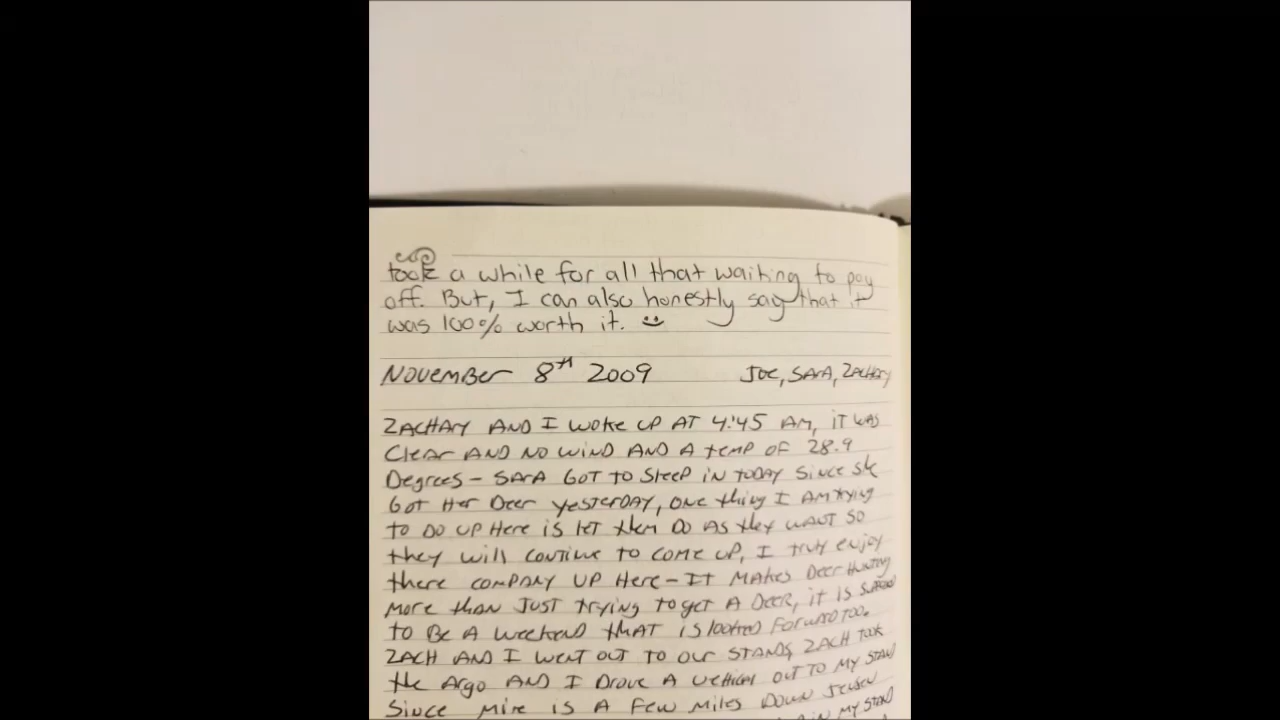 took a while for all that waiting to pay
off. But, I can also honestly say that it
was 100% worth it.
NOVEMBER 8TH 2009 JOE, SARA, ZACHARY
ZACHARY AND I WOKE UP AT 4:45 AM, IT WAS
CLEAR AND NO WIND AND A TEMP OF 28.9
DEGREES - SARA GOT TO SLEEP IN TODAY SINCE SHE
GOT HER DEER YESTERDAY, ONE THING I AM TRYING
TO DO UP HERE IS LET THEM DO AS THEY WANT SO
THEY WILL CONTINUE TO COME UP, I TRULY ENJOY
THERE COMPANY UP HERE - IT MAKES DEER HUNTING
MORE THAN JUST TRYING TO GET A DEER, IT IS SUPPOSED
TO BE A WEEKEND THAT IS LOOKED FORWARD TOO.
ZACH AND I WENT OUT TO OUR STANDS, ZACH TOOK
THE ARGO AND I DROVE A VEHICAL OUT TO MY STAND
SINCE MINE IS A FEW MILES DOWN
IN MY STAND